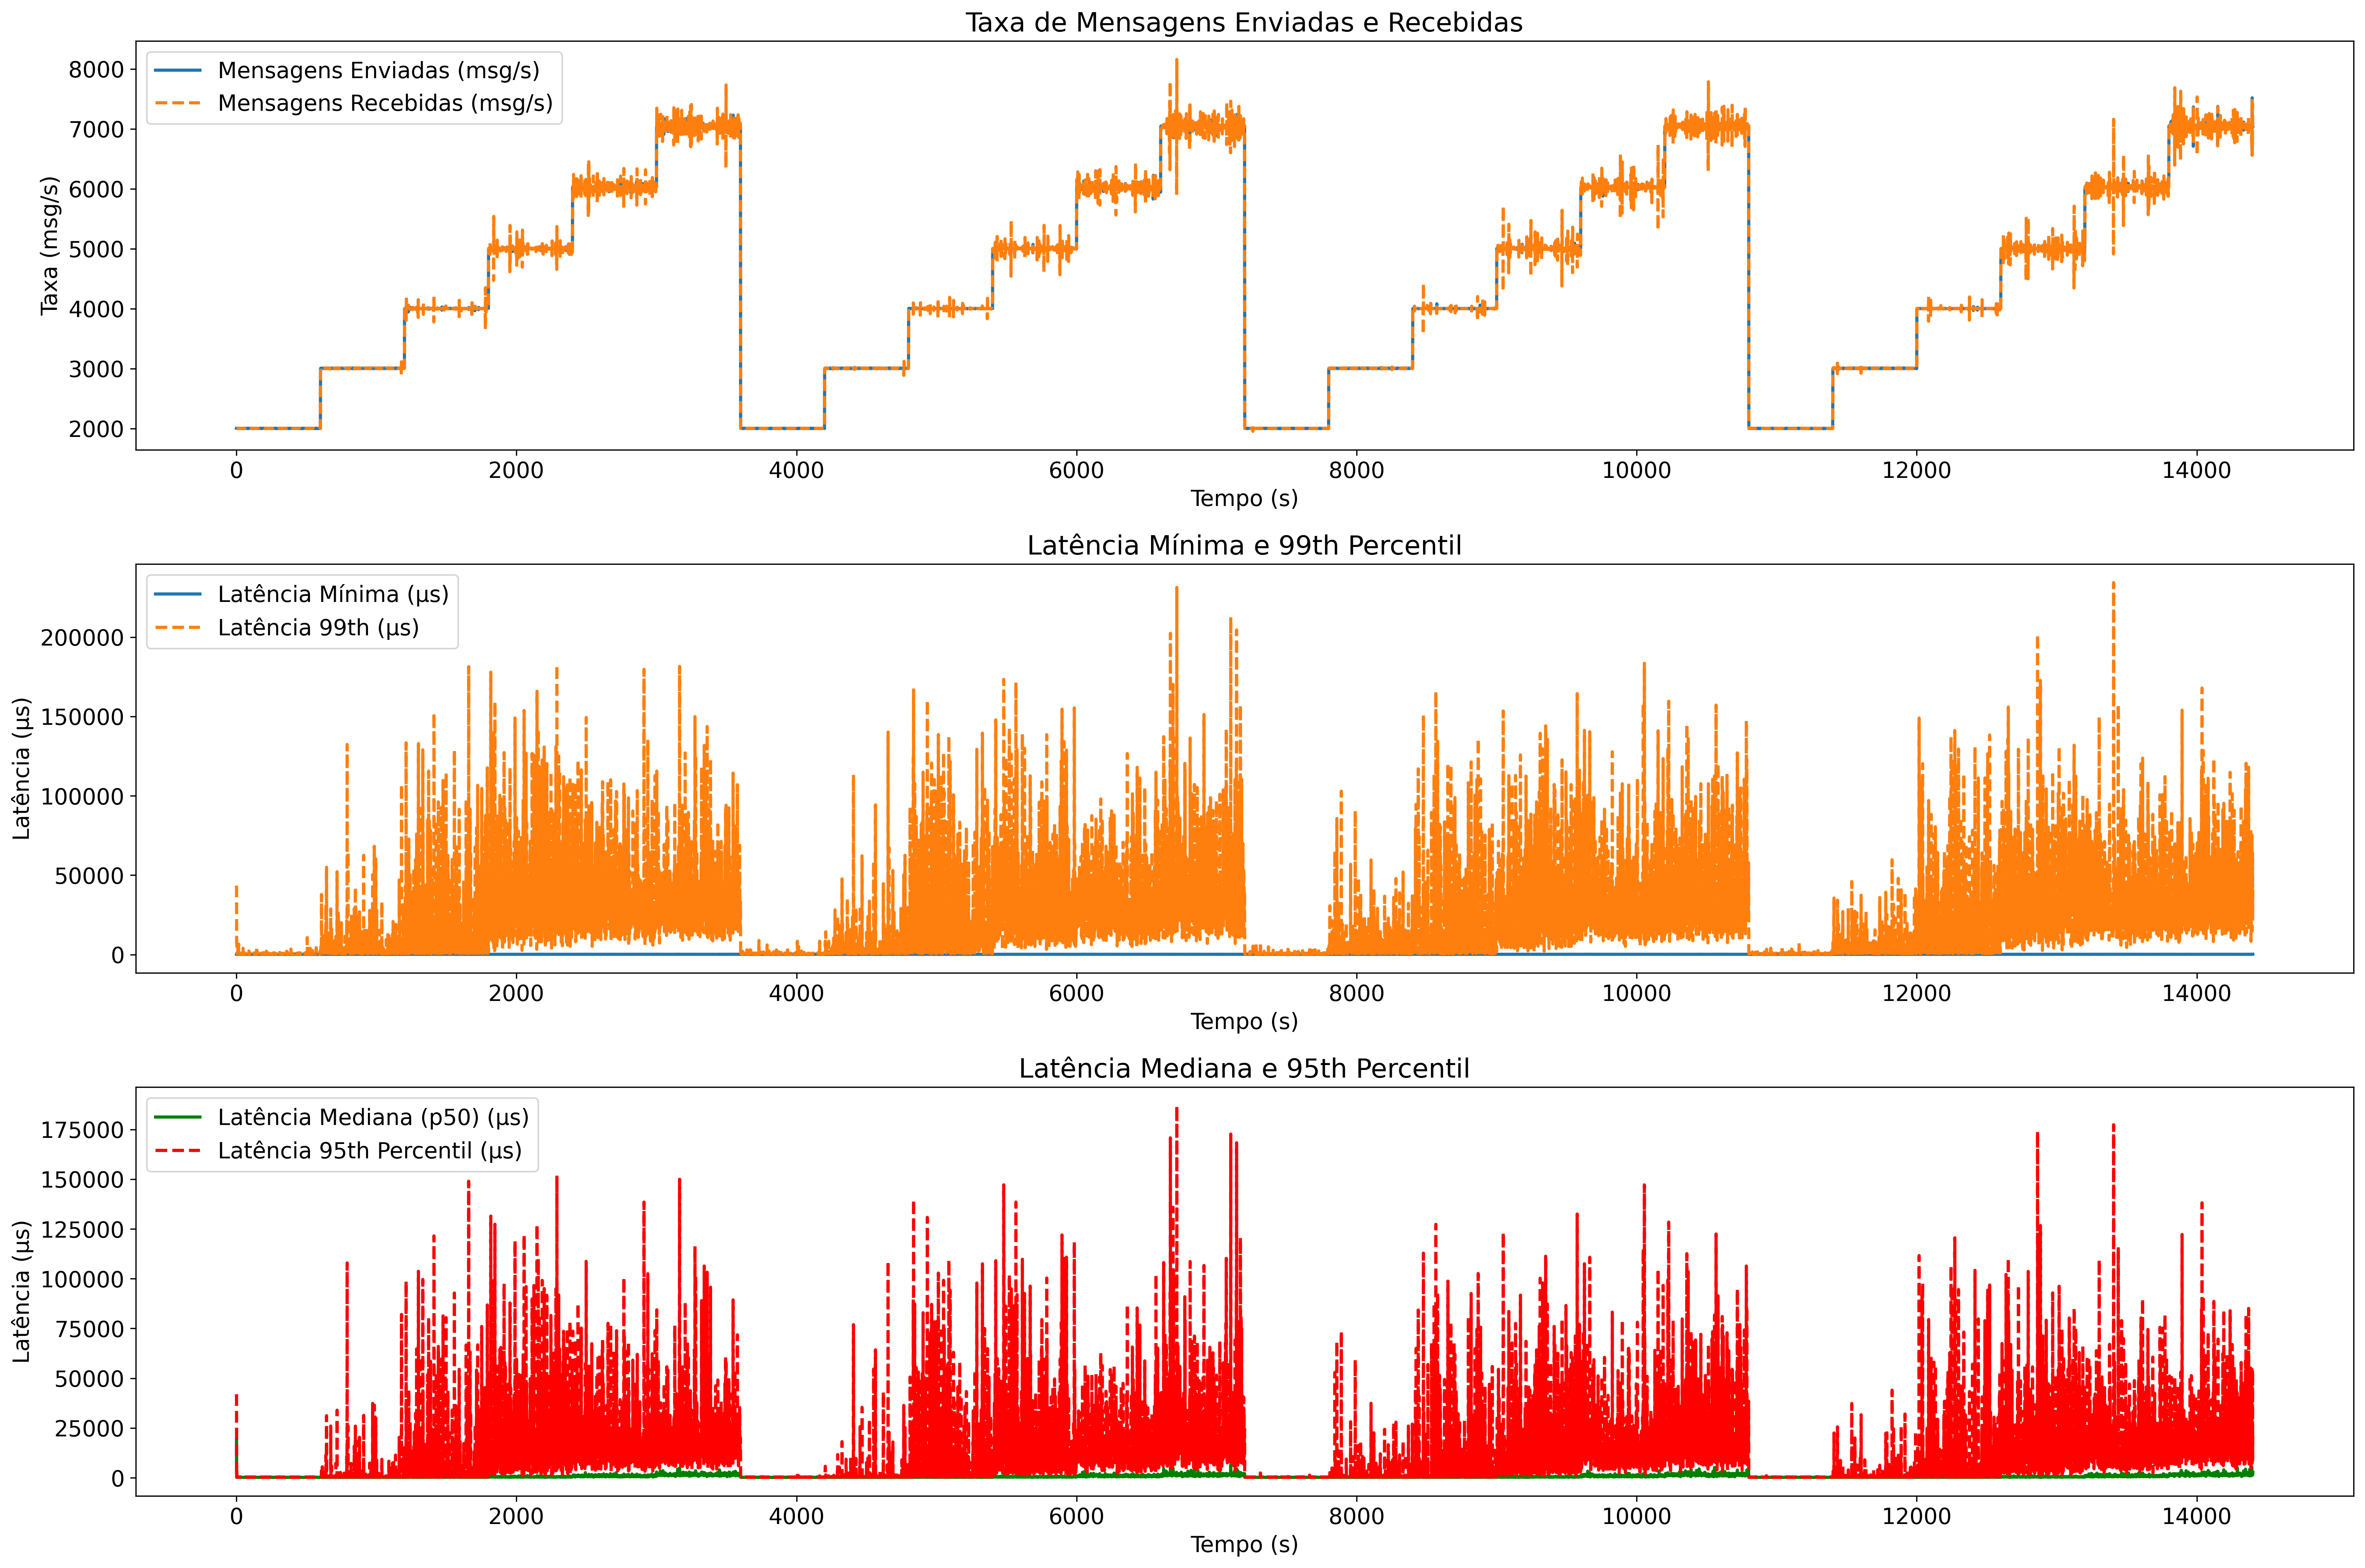 Taxa de Mensagens Enviadas e Recebidas
Mensagens Enviadas (msg/s)
Mensagens Recebidas (msg/s)
Taxa (msg/s)
8000
7000
6000
5000
4000
3000
2000
0 2000 4000 6000 8000 10000 12000 14000
Tempo (s)
Latência Mínima e 99th Percentil
Latência Mínima (μs)
Latência 99th (μs)
Latência (μs)
200000
150000
100000
50000
0
0 2000 4000 6000 8000 10000 12000 14000
Tempo (s)
Latência Mediana e 95th Percentil
Latência Mediana (p50) (μs)
Latência 95th Percentil (μs)
Latência (μs)
175000
150000
125000
100000
75000
50000
25000
0
0 2000 4000 6000 8000 10000 12000 14000
Tempo (s)